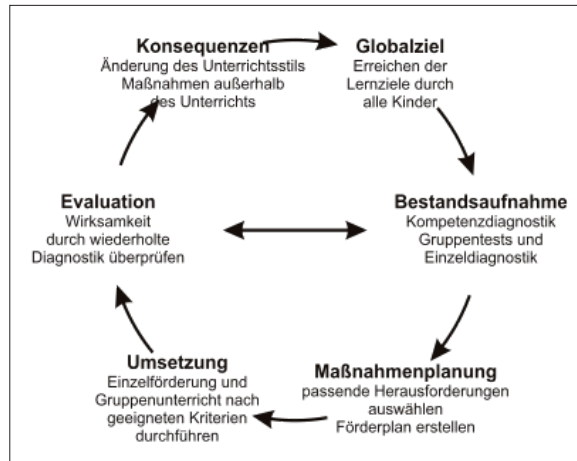 Konsequenzen
Änderung des Unterrichtsstils
Maßnahmen außerhalb
des Unterrichts
Globalziel
Erreichen der
Lernziele durch
alle Kinder
Bestandsaufnahme
Kompetenzdiagnostik
Gruppentests und
Einzeldiagnostik
Maßnahmenplanung
passende Herausforderungen
auswählen
Förderplan erstellen
Umsetzung
Einzelförderung und
Gruppenunterricht nach
geeigneten Kriterien
durchführen
Evaluation
Wirksamkeit
durch wiederholte
Diagnostik überprüfen